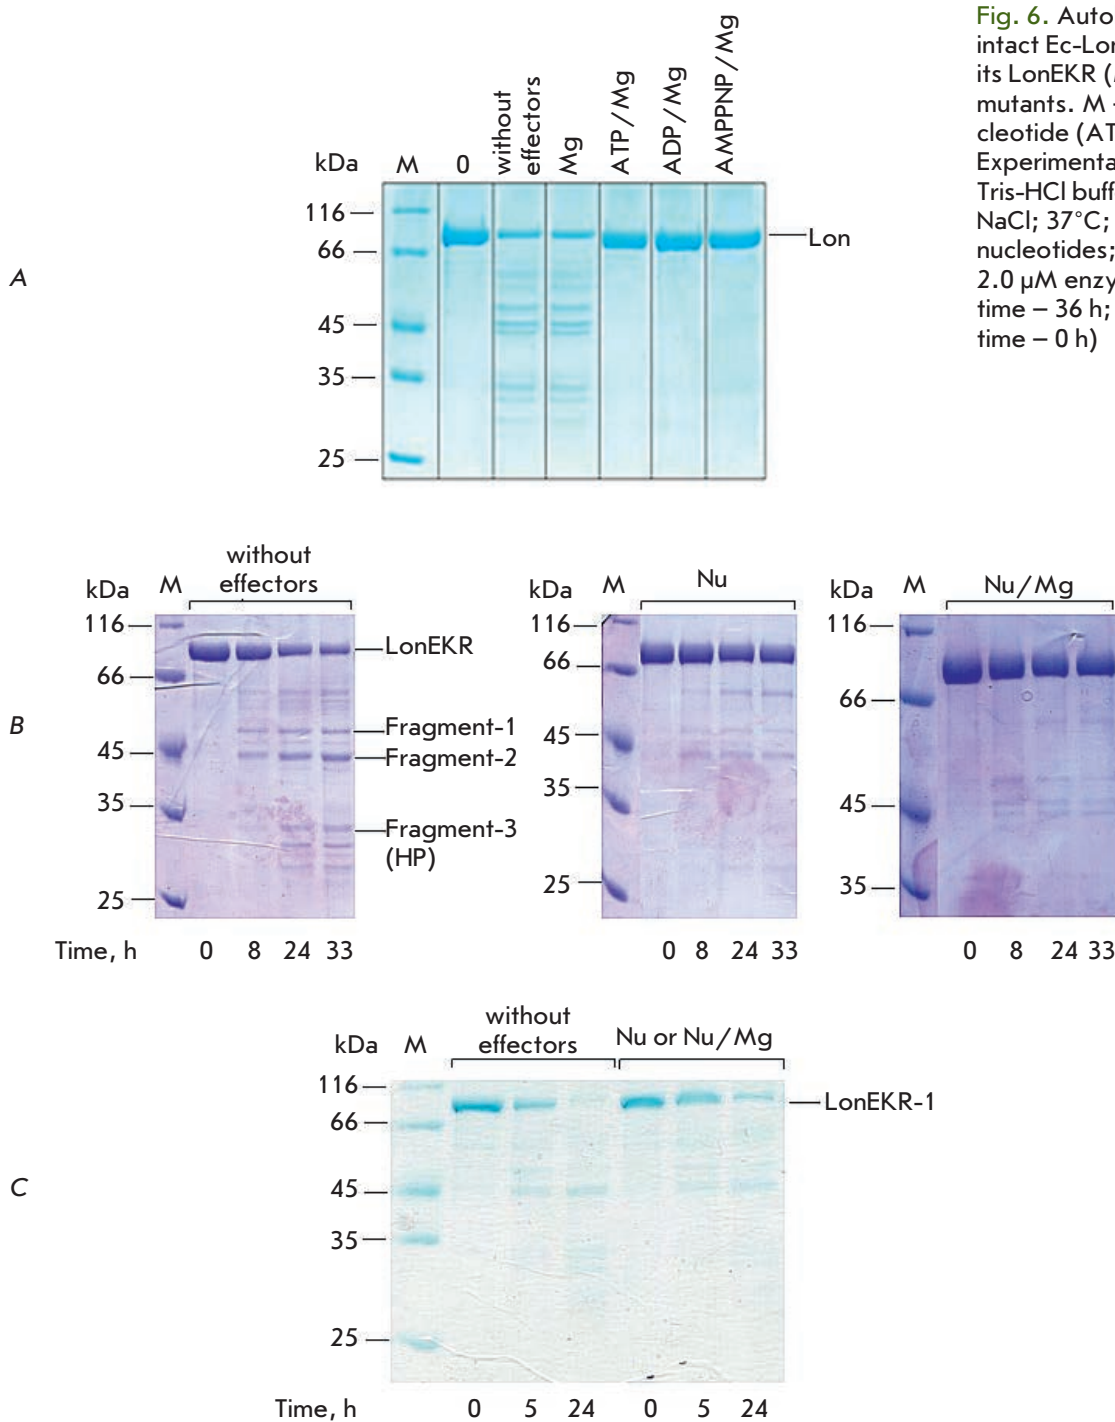 Fig. 6. Auto
intact Ec-Lon
its LonEKR (
mutants. M
cleotide (AT
Experimenta
Tris-HCl buff
NaCl; 37°C;
nucleotides;
2.0 µM enzy
time – 36 h;
time – 0 h)
A
kDa M 0 without effectors Mg ATP/Mg ADP/Mg AMPPNP/Mg
116
66
45
35
25
Lon
B
kDa M without effectors
116
66
45
35
25
LonEKR
Fragment-1
Fragment-2
Fragment-3
(HP)
Time, h 0 8 24 33
kDa M Nu
116
66
45
35
25
0 8 24 33
kDa M Nu/Mg
116
66
45
35
0 8 24 33
C
kDa M without effectors Nu or Nu/Mg
116
66
45
35
25
LonEKR-1
Time, h 0 5 24 0 5 24